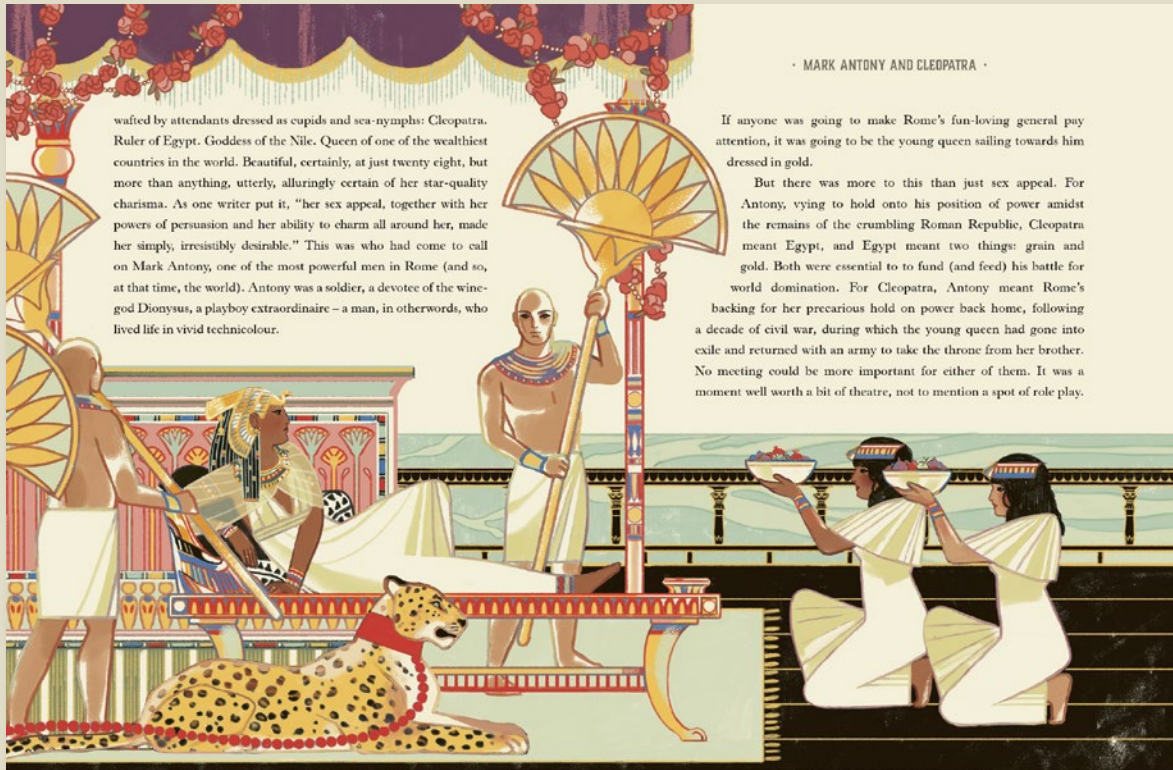 wafted by attendants dressed as cupids and sea-nymphs: Cleopatra.
Ruler of Egypt. Goddess of the Nile. Queen of one of the wealthiest
countries in the world. Beautiful, certainly, at just twenty eight, but
more than anything, utterly, alluringly certain of her star-quality
charisma. As one writer put it, “her sex appeal, together with her
powers of persuasion and her ability to charm all around her, made
her simply, irresistibly desirable.” This was who had come to call
on Mark Antony, one of the most powerful men in Rome (and so,
at that time, the world). Antony was a soldier, a devotee of the wine-
god Dionysus, a playboy extraordinaire – a man, in otherwords, who
lived life in vivid technicolour.
· MARK ANTONY AND CLEOPATRA ·
If anyone was going to make Rome’s fun-loving general pay
attention, it was going to be the young queen sailing towards him
dressed in gold.
But there was more to this than just sex appeal. For
Antony, vying to hold onto his position of power amidst
the remains of the crumbling Roman Republic, Cleopatra
meant Egypt, and Egypt meant two things: grain and
gold. Both were essential to to fund (and feed) his battle for
world domination. For Cleopatra, Antony meant Rome’s
backing for her precarious hold on power back home, following
a decade of civil war, during which the young queen had gone into
exile and returned with an army to take the throne from her brother.
No meeting could be more important for either of them. It was a
moment well worth a bit of theatre, not to mention a spot of role play.